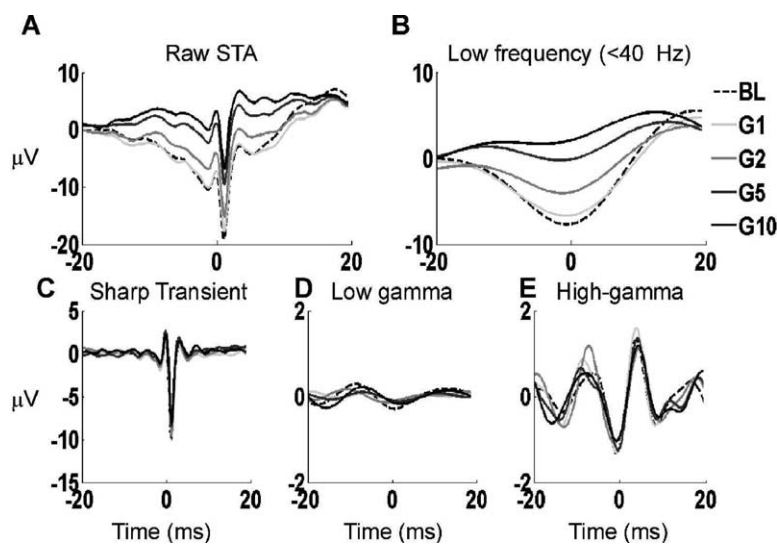 A
Raw STA
10
0
-10
-20
μV
-20
0
20
B
Low frequency (<40 Hz)
10
0
-10
-20
0
20
BL
G1
G2
G5
G10
C
Sharp Transient
5
0
-5
-10
-15
μV
-20
0
20
Time (ms)
D
Low gamma
2
0
-2
-20
0
20
Time (ms)
E
High-gamma
2
0
-2
-20
0
20
Time (ms)